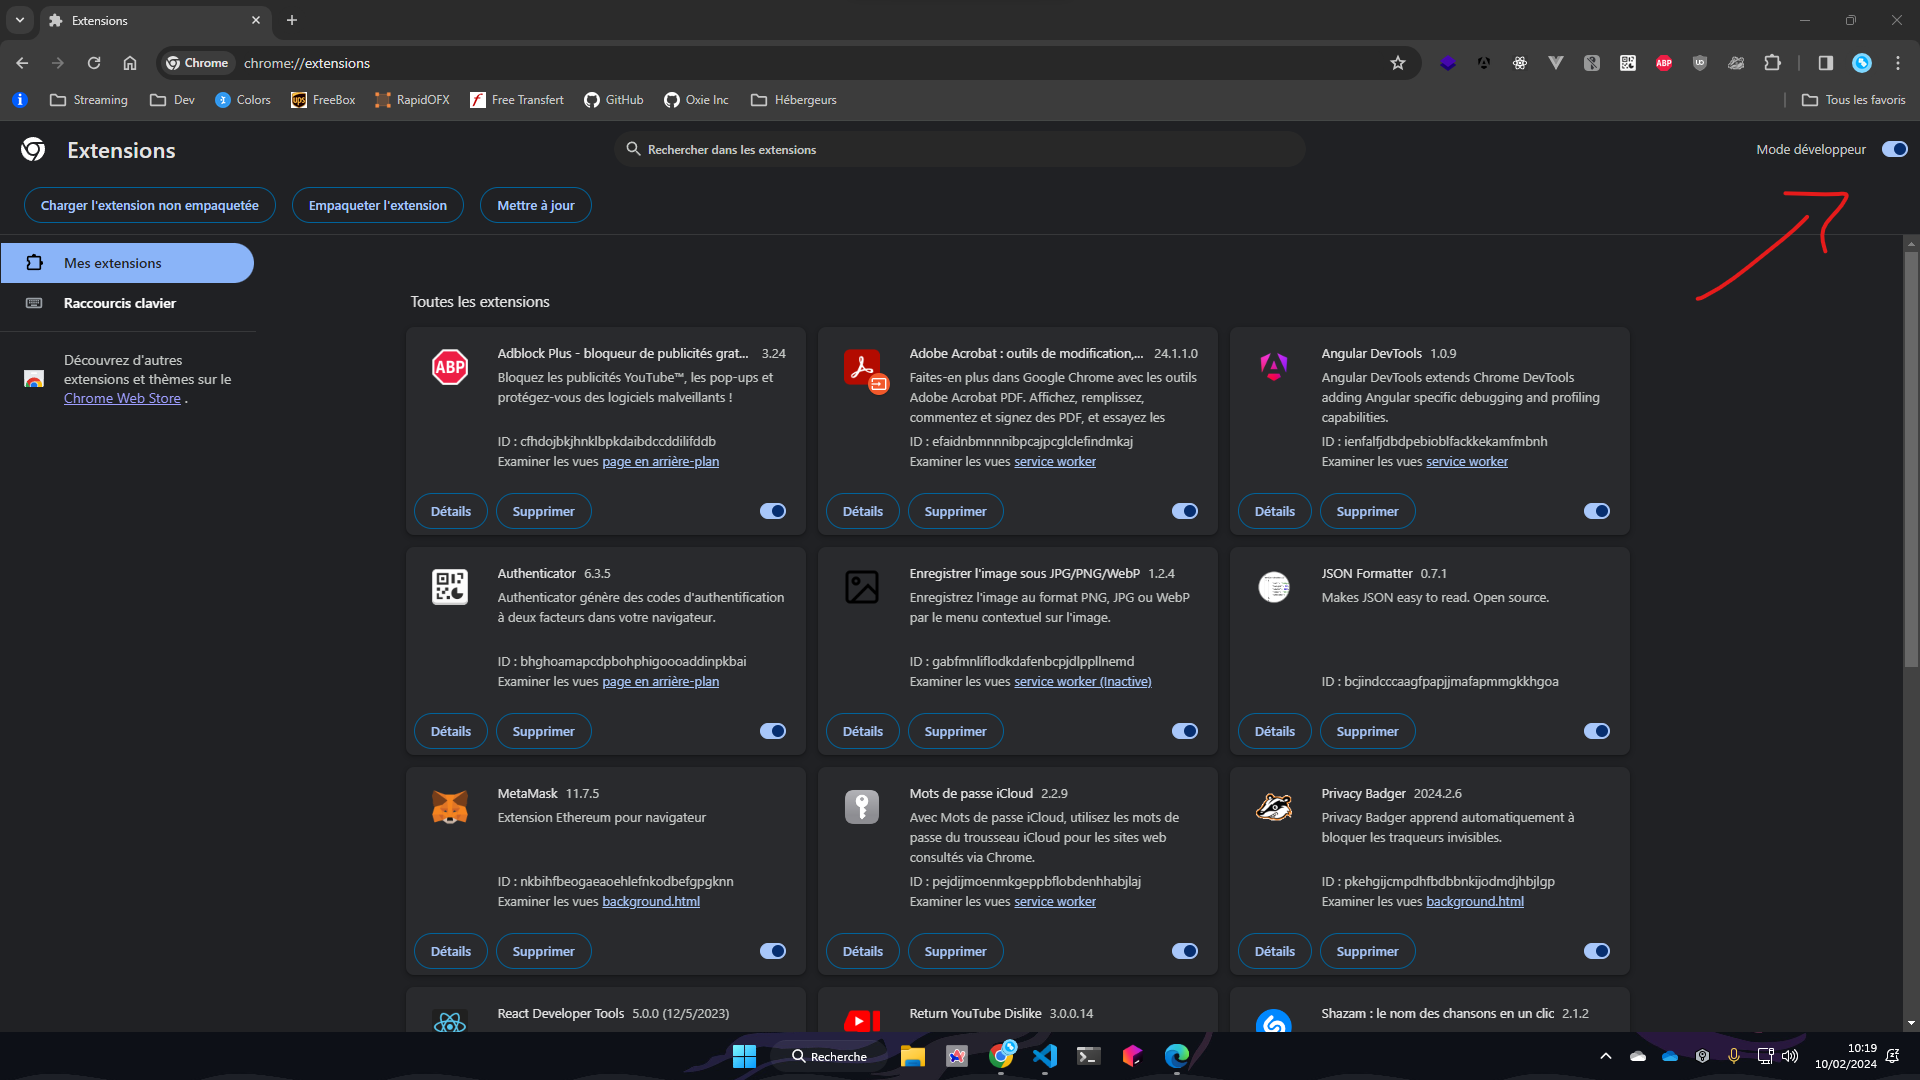 Extensions
Chrome
chrome://extensions
ABP
Streaming
Dev
Colors
ups
FreeBox
RapidOFX
Free Transfert
GitHub
Oxie Inc
Hébergeurs
Tous les favoris
Extensions
Rechercher dans les extensions
Mode développeur
Charger l'extension non empaquetée
Empaqueter l'extension
Mettre à jour
Mes extensions
Raccourcis clavier
Découvrez d'autres
extensions et thèmes sur le
Chrome Web Store .
Toutes les extensions
ABP
Adblock Plus - bloqueur de publicités grat... 3.24
Bloquez les publicités YouTube™, les pop-ups et
protégez-vous des logiciels malveillants !
ID : cfhdojbkjhnklbpkdaibdccddilifddb
Examiner les vues page en arrière-plan
Détails
Supprimer
Adobe Acrobat : outils de modification,... 24.1.1.0
Faites-en plus dans Google Chrome avec les outils
Adobe Acrobat PDF. Affichez, remplissez,
commentez et signez des PDF, et essayez les
ID : efaidnbmnnnibpcajpcglclefindmkaj
Examiner les vues service worker
Détails
Supprimer
Angular DevTools 1.0.9
Angular DevTools extends Chrome DevTools
adding Angular specific debugging and profiling
capabilities.
ID : ienfalfjdbdpebioblfackkekamfmbnh
Examiner les vues service worker
Détails
Supprimer
Authenticator 6.3.5
Authenticator génère des codes d'authentification
à deux facteurs dans votre navigateur.
ID : bhghoamapcdpbohphigoooaddinpkbai
Examiner les vues page en arrière-plan
Détails
Supprimer
Enregistrer l'image sous JPG/PNG/WebP 1.2.4
Enregistrez l'image au format PNG, JPG ou WebP
par le menu contextuel sur l'image.
ID : gabfmnliflodkdafenbcpjdlppllnemd
Examiner les vues service worker (Inactive)
Détails
Supprimer
JSON Formatter 0.7.1
Makes JSON easy to read. Open source.
ID : bcjindcccaagfpapjjmafapmmgkkhgoa
Détails
Supprimer
MetaMask 11.7.5
Extension Ethereum pour navigateur
ID : nkbihfbeogaeaoehlefnkodbefgpgknn
Examiner les vues background.html
Détails
Supprimer
Mots de passe iCloud 2.2.9
Avec Mots de passe iCloud, utilisez les mots de
passe du trousseau iCloud pour les sites web
consultés via Chrome.
ID : pejdijmoenmkgeppbflobdenhhabjlaj
Examiner les vues service worker
Détails
Supprimer
Privacy Badger 2024.2.6
Privacy Badger apprend automatiquement à
bloquer les traqueurs invisibles.
ID : pkehgijcmpdhfbdbbnkijodmdjhbjlgp
Examiner les vues background.html
Détails
Supprimer
React Developer Tools 5.0.0 (12/5/2023)
Return YouTube Dislike 3.0.0.14
Shazam : le nom des chansons en un clic 2.1.2
Recherche
10:19
10/02/2024